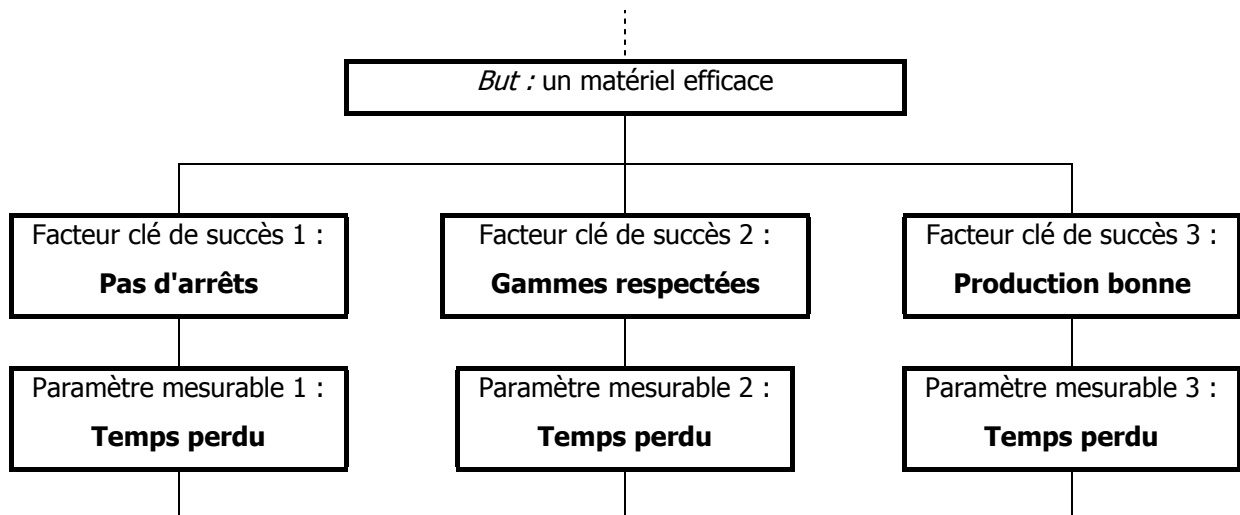 But : un matériel efficace
Facteur clé de succès 1 :
Pas d'arrêts
Facteur clé de succès 2 :
Gammes respectées
Facteur clé de succès 3 :
Production bonne
Paramètre mesurable 1 :
Temps perdu
Paramètre mesurable 2 :
Temps perdu
Paramètre mesurable 3 :
Temps perdu